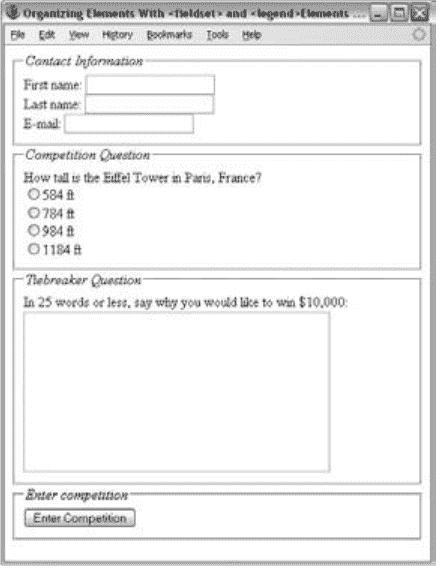 Organizing Elements With <fieldset> and <legend>Elements ...
File Edit View History Bookmarks Tools Help
Contact Information
First name:
Last name:
E-mail:
Competition Question
How tall is the Eiffel Tower in Paris, France?
584 ft
784 ft
984 ft
1184 ft
Tiebreaker Question
In 25 words or less, say why you would like to win $10,000:
Enter competition
Enter Competition